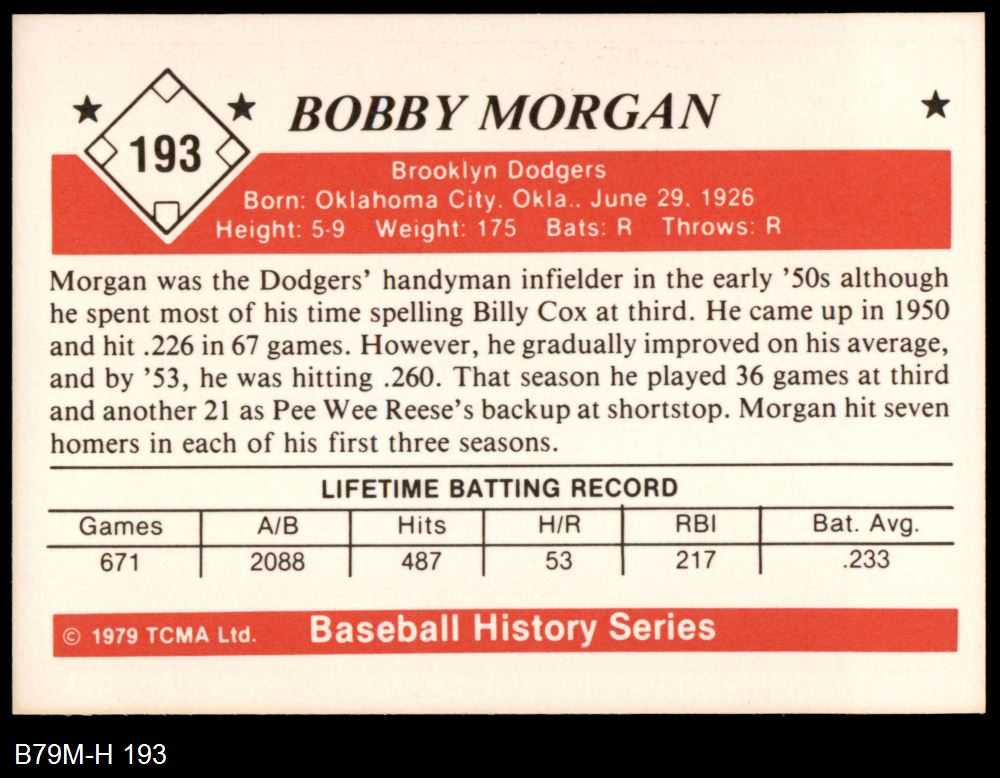 193
BOBBY MORGAN
Brooklyn Dodgers
Born: Oklahoma City, Okla., June 29, 1926
Height: 5-9 Weight: 175 Bats: R Throws: R
Morgan was the Dodgers' handyman infielder in the early '50s although
he spent most of his time spelling Billy Cox at third. He came up in 1950
and hit .226 in 67 games. However, he gradually improved on his average,
and by '53, he was hitting .260. That season he played 36 games at third
and another 21 as Pee Wee Reese's backup at shortstop. Morgan hit seven
homers in each of his first three seasons.
LIFETIME BATTING RECORD
Games A/B Hits H/R RBI Bat. Avg.
671 2088 487 53 217 .233
© 1979 TCMA Ltd. Baseball History Series
B79M-H 193